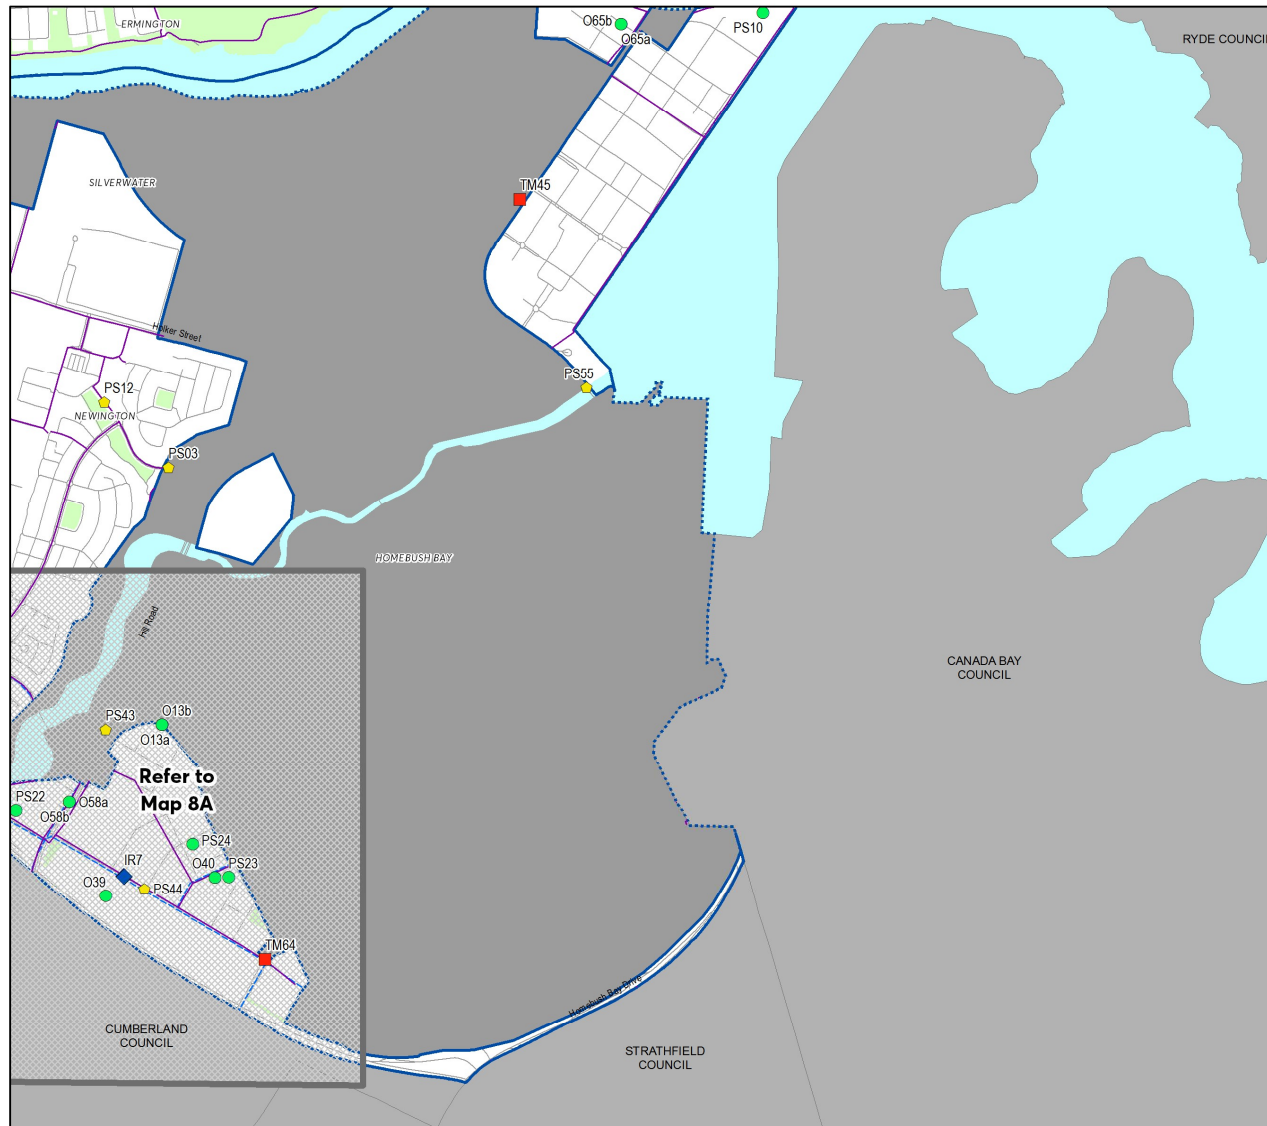 ERMINGTON
O65b
O65a
PS10
RYDE COUNCIL
SILVERWATER
TM45
Holker Street
PS55
PS12
NEWINGTON
PS03
HOMEBUSH BAY
Hill Road
CANADA BAY
COUNCIL
PS43
O13b
O13a
Refer to
Map 8A
PS22
O58a
O58b
PS24
IR7
O40
PS23
O39
PS44
TM64
Homebush Bay Drive
CUMBERLAND
COUNCIL
STRATHFIELD
COUNCIL